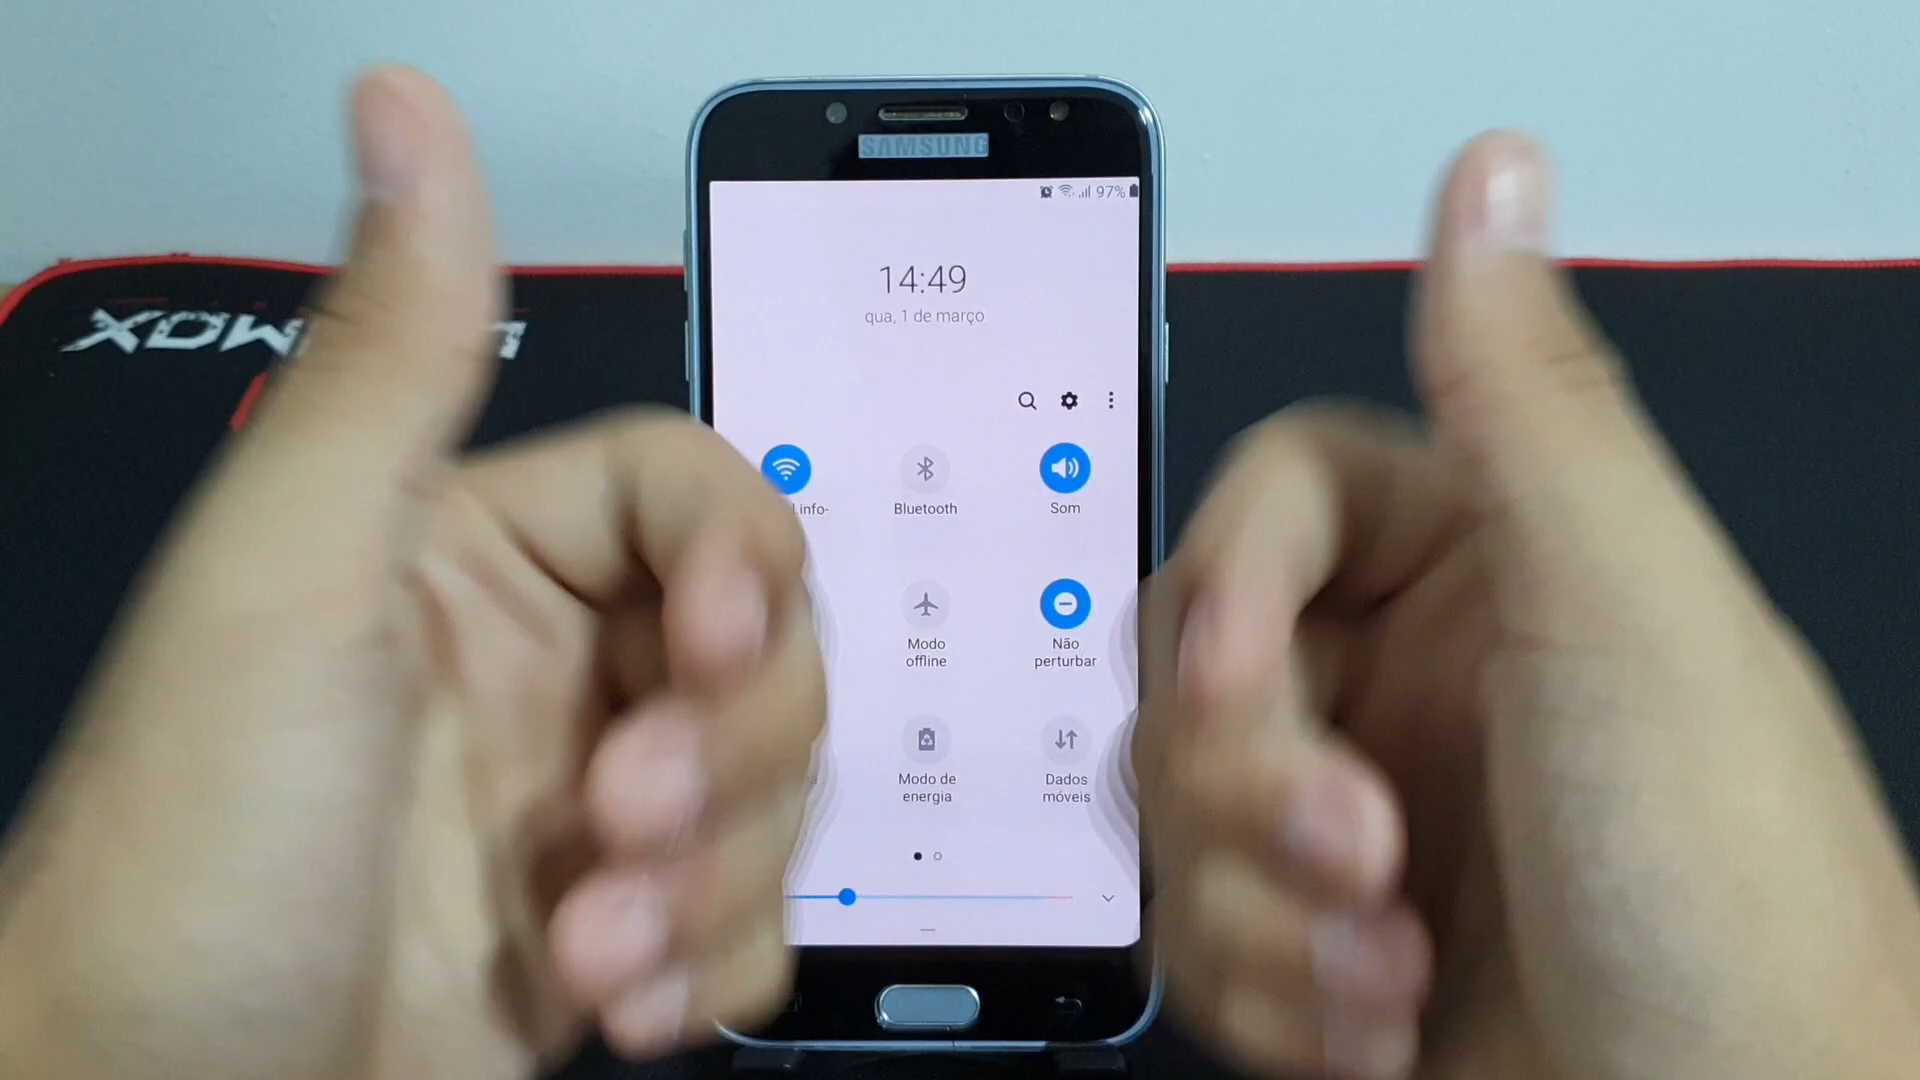 SAMSUNG
97%
14:49
qua, 1 de março
info-
Bluetooth
Som
Modo
offline
Não
perturbar
Modo de
energia
Dados
móveis